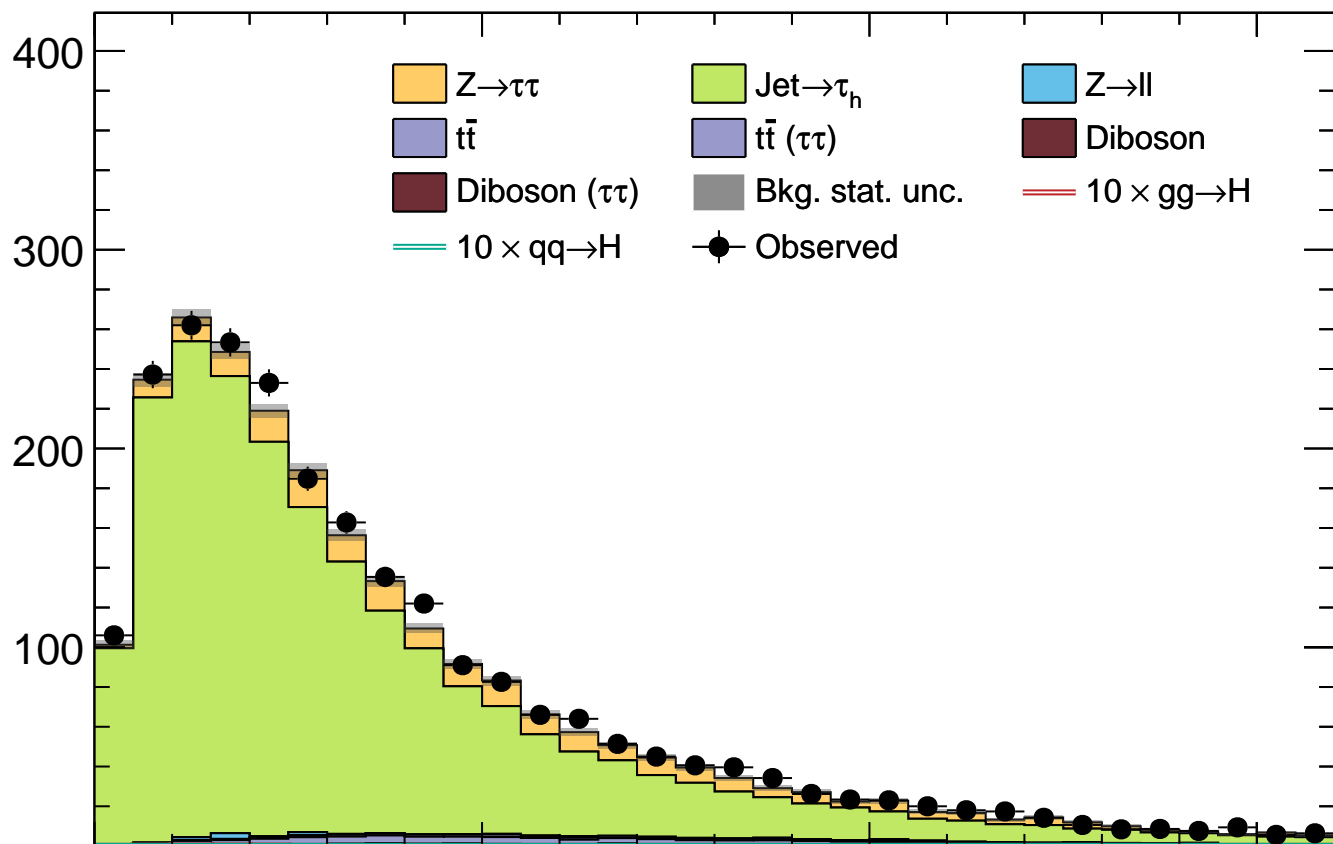 400
Z→ττ Jet→τh Z→ll
tt̄ tt̄ (ττ) Diboson
Diboson (ττ) Bkg. stat. unc. 10 × gg→H
10 × qq→H Observed
300
200
100